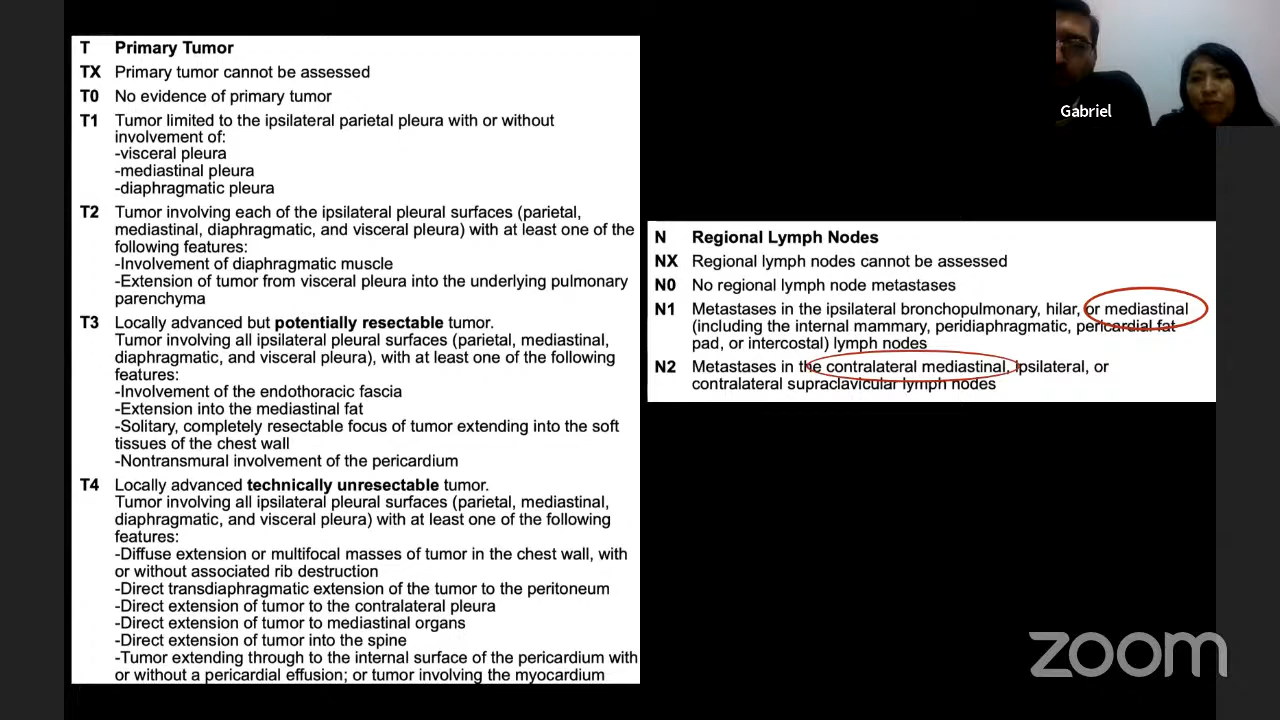 T Primary Tumor
TX Primary tumor cannot be assessed
T0 No evidence of primary tumor
T1 Tumor limited to the ipsilateral parietal pleura with or without
involvement of:
-visceral pleura
-mediastinal pleura
-diaphragmatic pleura
T2 Tumor involving each of the ipsilateral pleural surfaces (parietal,
mediastinal, diaphragmatic, and visceral pleura) with at least one of the
following features:
-Involvement of diaphragmatic muscle
-Extension of tumor from visceral pleura into the underlying pulmonary
parenchyma
T3 Locally advanced but potentially resectable tumor.
Tumor involving all ipsilateral pleural surfaces (parietal, mediastinal,
diaphragmatic, and visceral pleura), with at least one of the following
features:
-Involvement of the endothoracic fascia
-Extension into the mediastinal fat
-Solitary, completely resectable focus of tumor extending into the soft
tissues of the chest wall
-Nontransmural involvement of the pericardium
T4 Locally advanced technically unresectable tumor.
Tumor involving all ipsilateral pleural surfaces (parietal, mediastinal,
diaphragmatic, and visceral pleura) with at least one of the following
features:
-Diffuse extension or multifocal masses of tumor in the chest wall, with
or without associated rib destruction
-Direct transdiaphragmatic extension of the tumor to the peritoneum
-Direct extension of tumor to the contralateral pleura
-Direct extension of tumor to mediastinal organs
-Direct extension of tumor into the spine
-Tumor extending through to the internal surface of the pericardium with
or without a pericardial effusion; or tumor involving the myocardium
Gabriel
N Regional Lymph Nodes
NX Regional lymph nodes cannot be assessed
N0 No regional lymph node metastases
N1 Metastases in the ipsilateral bronchopulmonary, hilar, or mediastinal
(including the internal mammary, peridiaphragmatic, pericardial fat
pad, or intercostal) lymph nodes
N2 Metastases in the contralateral mediastinal, ipsilateral, or
contralateral supraclavicular lymph nodes
zoom